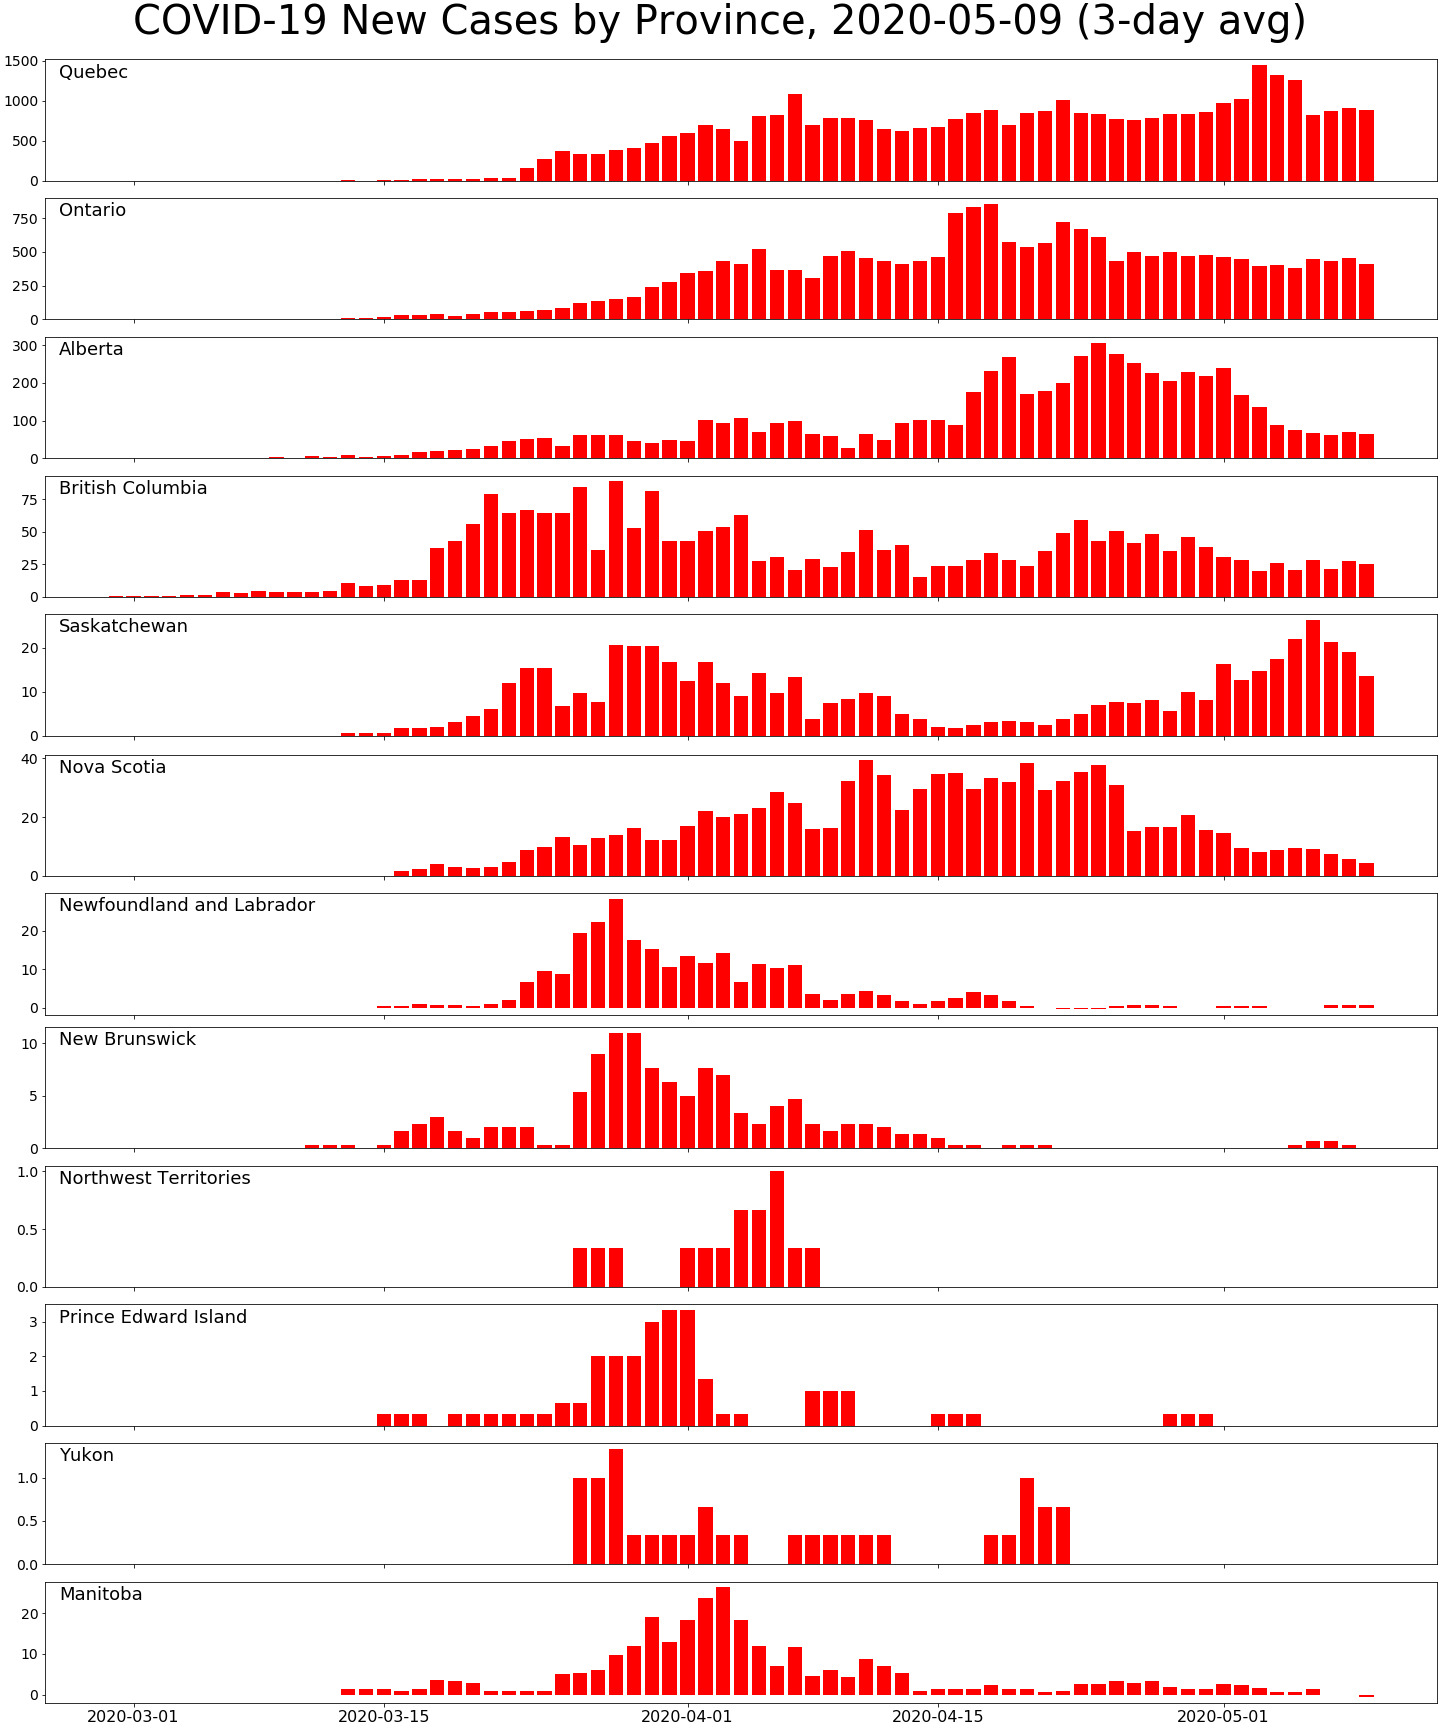 COVID-19 New Cases by Province, 2020-05-09 (3-day avg)
Quebec
1500
1000
500
0
Ontario
750
500
250
0
Alberta
300
200
100
0
British Columbia
75
50
25
0
Saskatchewan
20
10
0
Nova Scotia
40
20
0
Newfoundland and Labrador
20
10
0
New Brunswick
10
5
0
Northwest Territories
1.0
0.5
0.0
Prince Edward Island
3
2
1
0
Yukon
1.0
0.5
0.0
Manitoba
20
10
0
2020-03-01 2020-03-15 2020-04-01 2020-04-15 2020-05-01